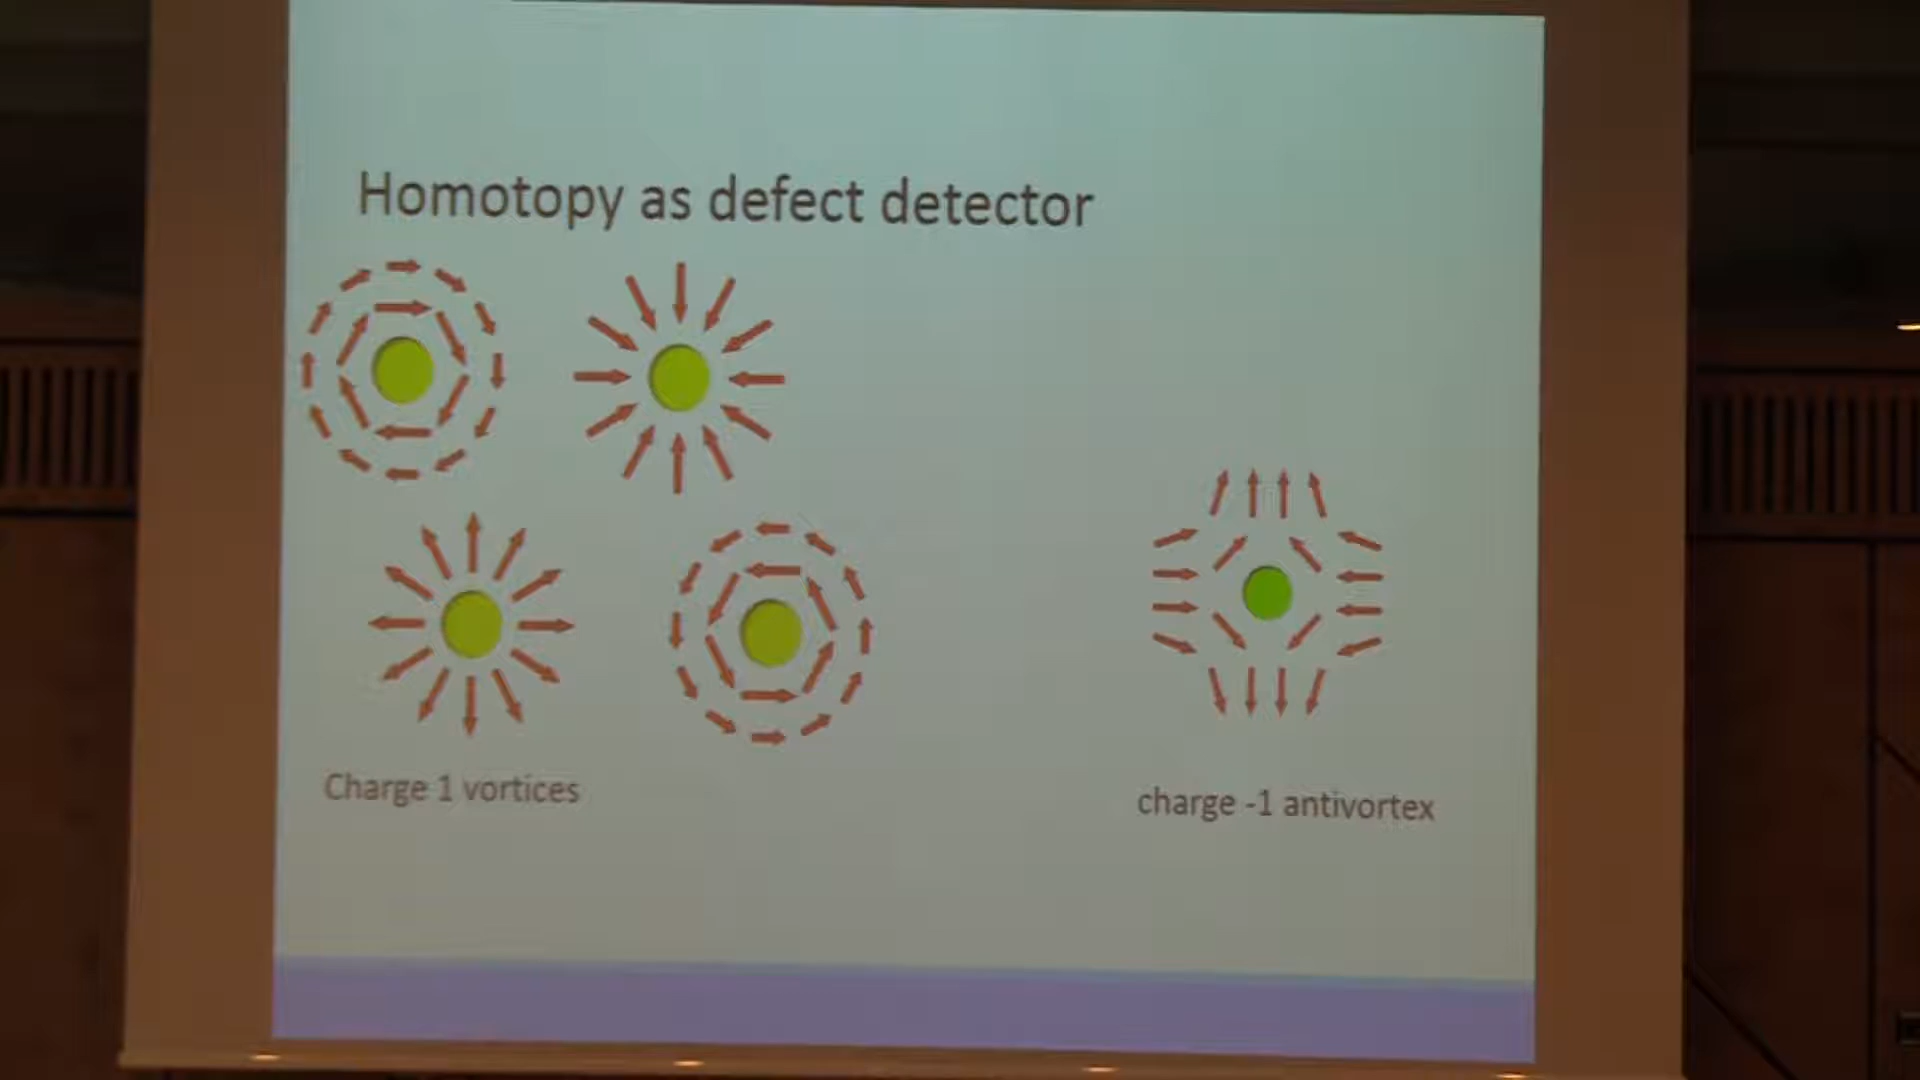 Homotopy as defect detector
Charge 1 vortices
charge -1 antivortex